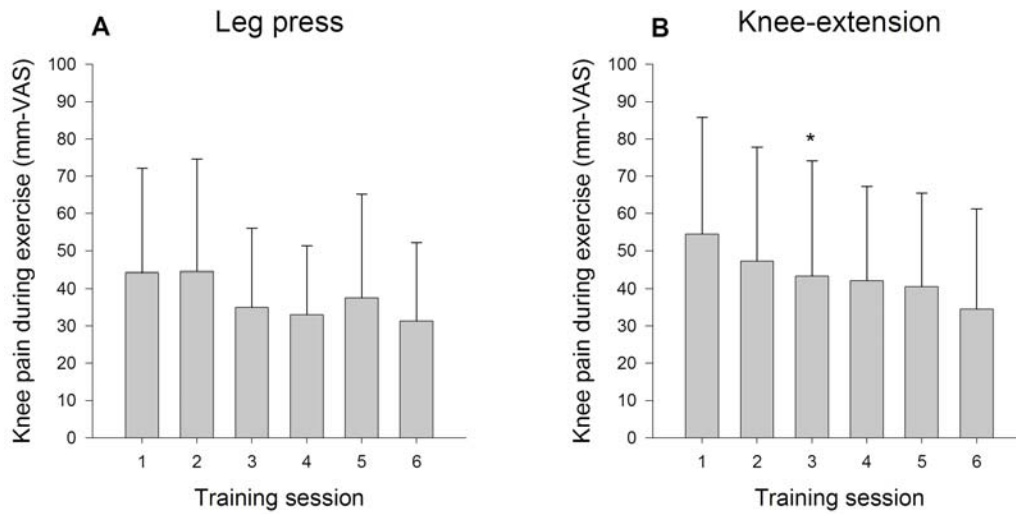 A Leg press
Knee pain during exercise (mm-VAS)
100
90
80
70
60
50
40
30
20
10
0
1 2 3 4 5 6
Training session
B Knee-extension
Knee pain during exercise (mm-VAS)
100
90
80
70
60
50
40
30
20
10
0
*
1 2 3 4 5 6
Training session